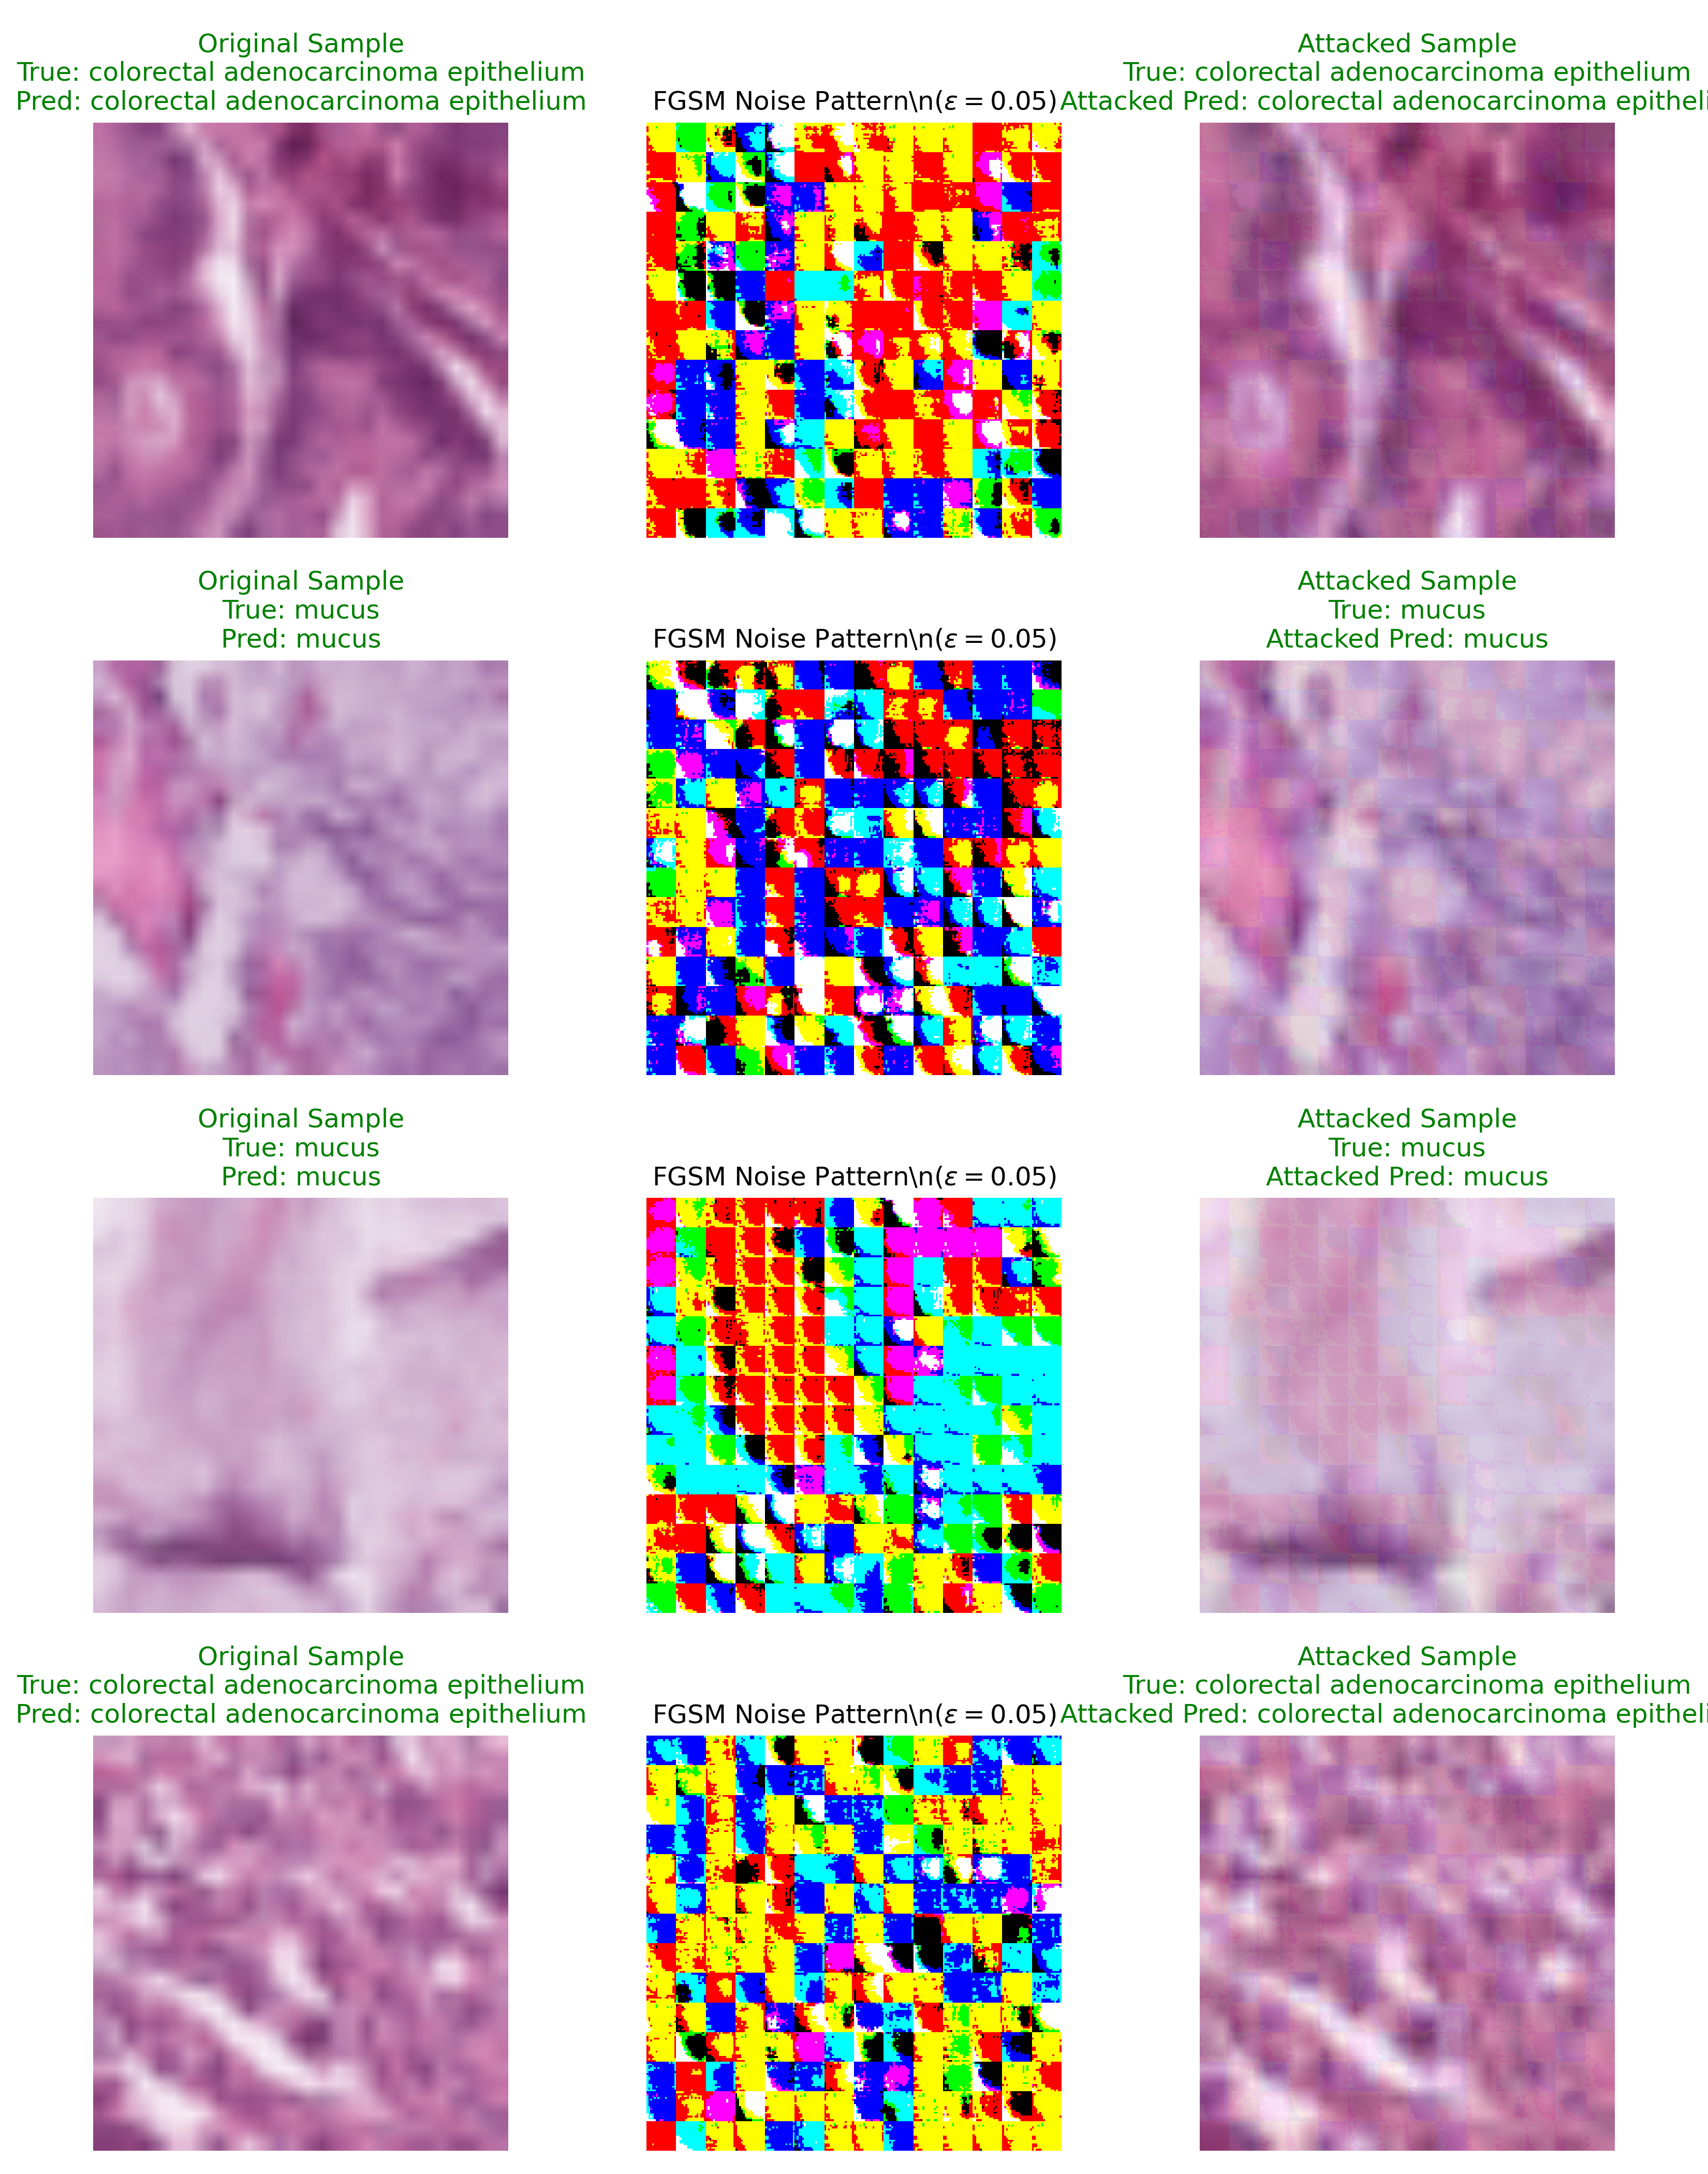 Original Sample
True: colorectal adenocarcinoma epithelium
Pred: colorectal adenocarcinoma epithelium
FGSM Noise Pattern\n(ε = 0.05)
Attacked Sample
True: colorectal adenocarcinoma epithelium
Attacked Pred: colorectal adenocarcinoma epitheli
Original Sample
True: mucus
Pred: mucus
FGSM Noise Pattern\n(ε = 0.05)
Attacked Sample
True: mucus
Attacked Pred: mucus
Original Sample
True: mucus
Pred: mucus
FGSM Noise Pattern\n(ε = 0.05)
Attacked Sample
True: mucus
Attacked Pred: mucus
Original Sample
True: colorectal adenocarcinoma epithelium
Pred: colorectal adenocarcinoma epithelium
FGSM Noise Pattern\n(ε = 0.05)
Attacked Sample
True: colorectal adenocarcinoma epithelium
Attacked Pred: colorectal adenocarcinoma epitheli